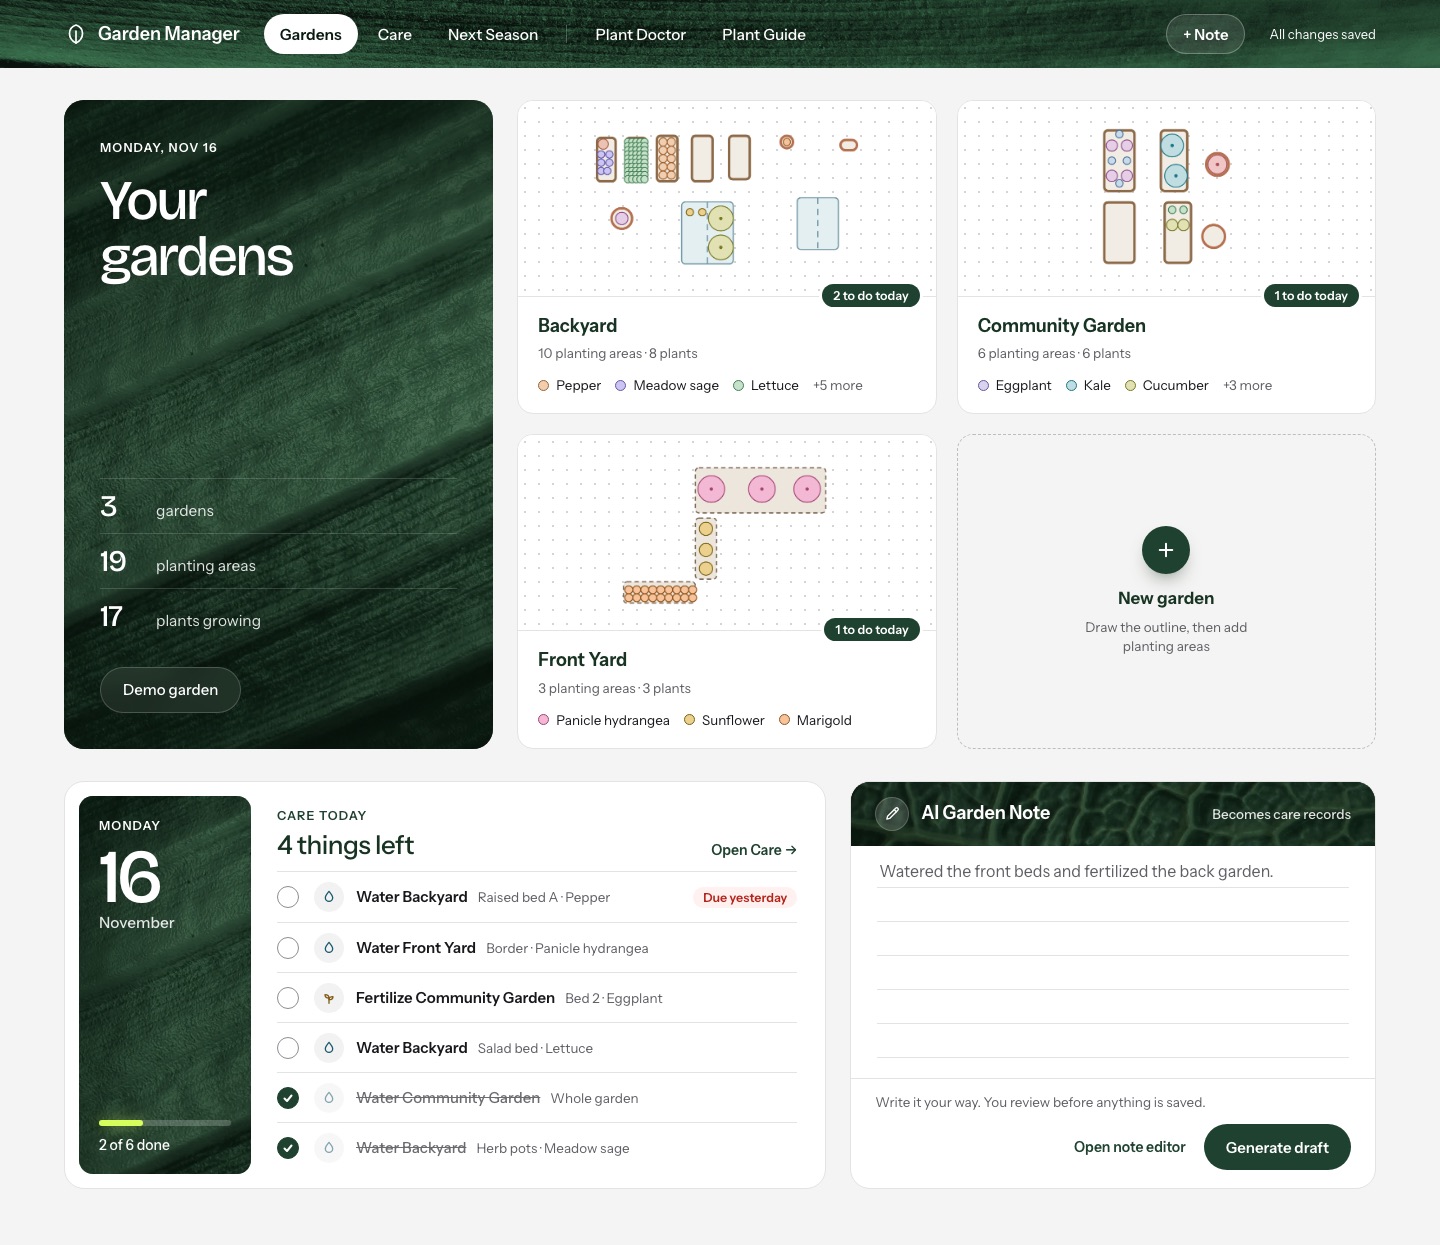 Garden Manager
Gardens
Care
Next Season
Plant Doctor
Plant Guide
+ Note
All changes saved
MONDAY, NOV 16
Your
gardens
3 gardens
19 planting areas
17 plants growing
Demo garden
2 to do today
Backyard
10 planting areas · 8 plants
Pepper
Meadow sage
Lettuce
+5 more
1 to do today
Community Garden
6 planting areas · 6 plants
Eggplant
Kale
Cucumber
+3 more
1 to do today
Front Yard
3 planting areas · 3 plants
Panicle hydrangea
Sunflower
Marigold
New garden
Draw the outline, then add
planting areas
MONDAY
16
November
2 of 6 done
CARE TODAY
4 things left
Open Care →
Water Backyard Raised bed A · Pepper Due yesterday
Water Front Yard Border · Panicle hydrangea
Fertilize Community Garden Bed 2 · Eggplant
Water Backyard Salad bed · Lettuce
Water Community Garden Whole garden
Water Backyard Herb pots · Meadow sage
AI Garden Note
Becomes care records
Watered the front beds and fertilized the back garden.
Write it your way. You review before anything is saved.
Open note editor
Generate draft